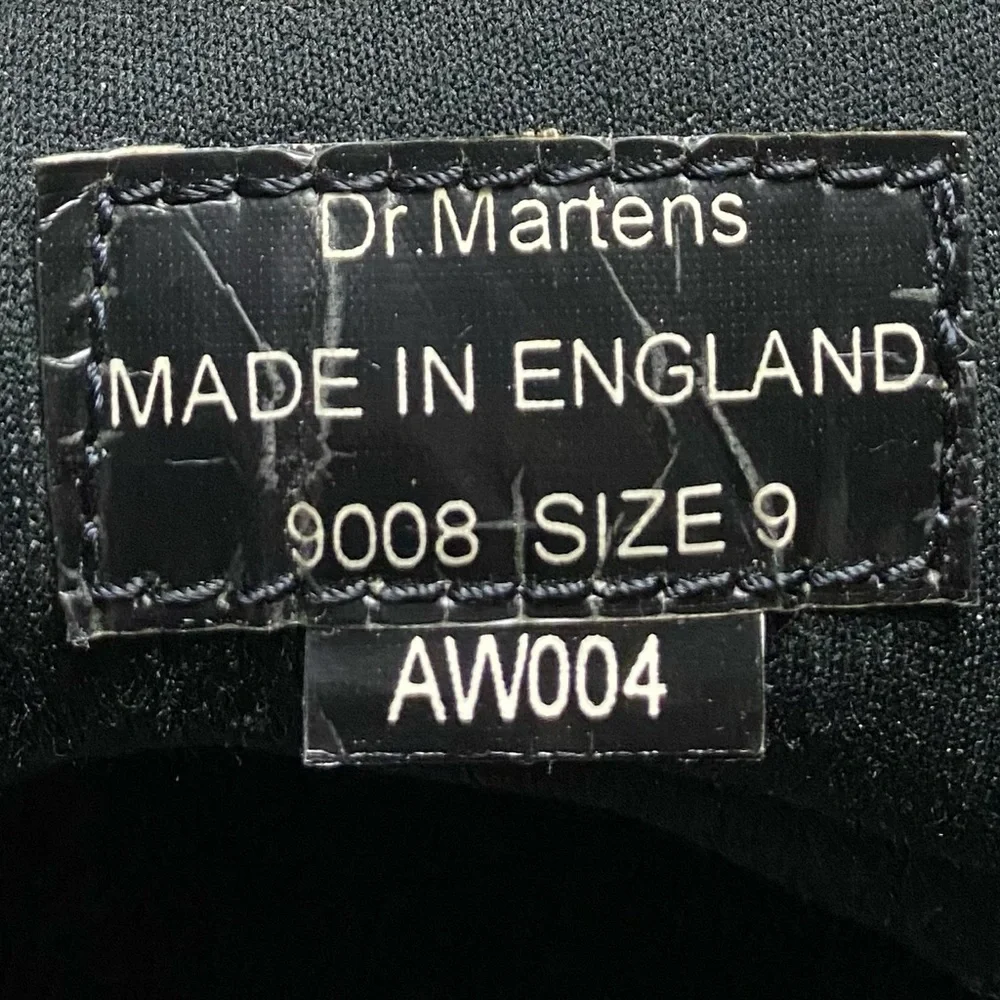 Dr.Martens
MADE IN ENGLAND
9008 SIZE 9
AW004